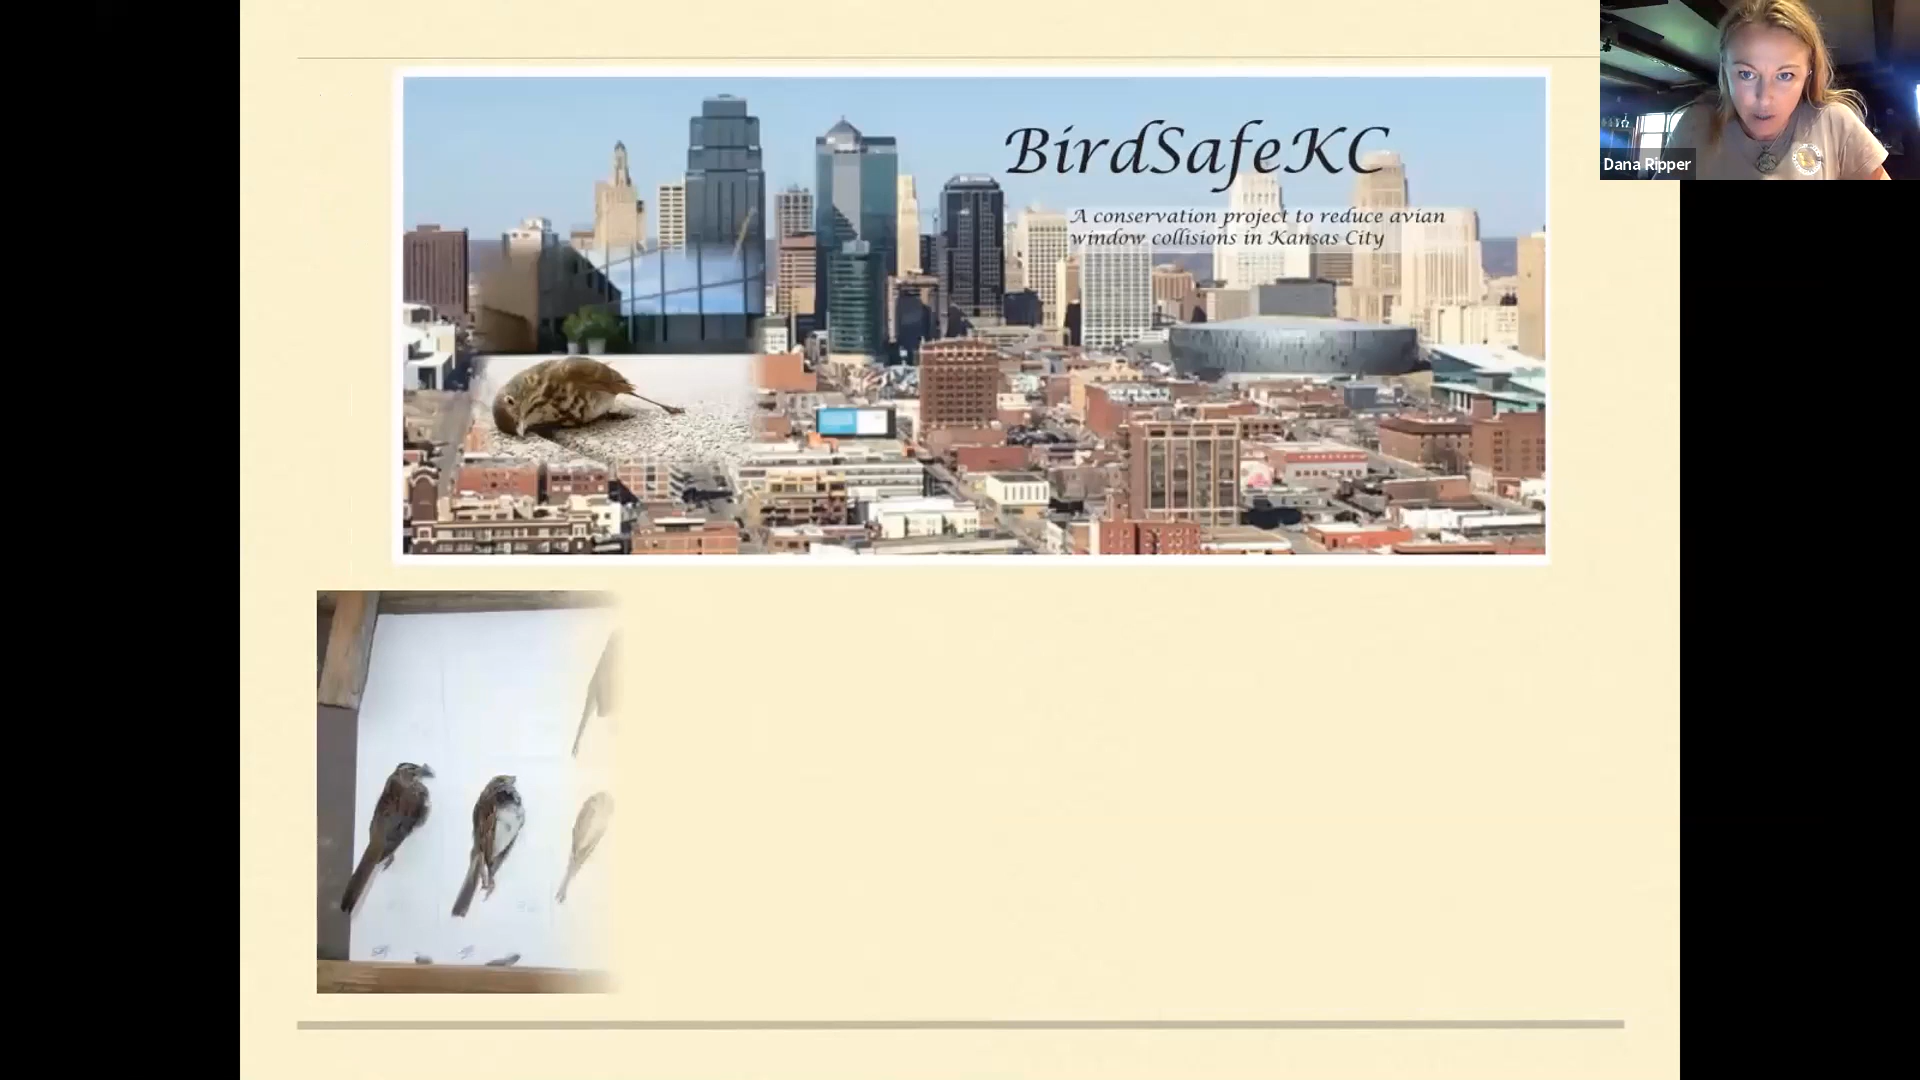 BirdSafeKC
A conservation project to reduce avian
window collisions in Kansas City
Dana Ripper